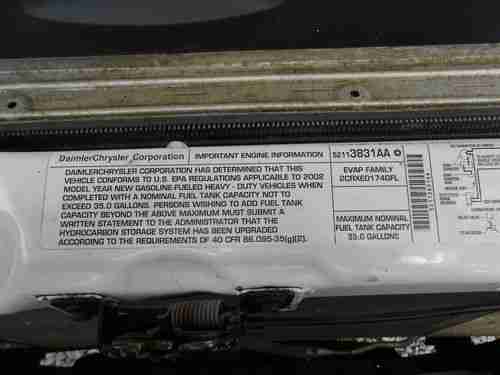 DaimlerChrysler Corporation
IMPORTANT ENGINE INFORMATION
52113831AA
DAIMLERCHRYSLER CORPORATION HAS DETERMINED THAT THIS
VEHICLE CONFORMS TO U.S. EPA REGULATIONS APPLICABLE TO 2002
MODEL YEAR NEW GASOLINE-FUELED HEAVY - DUTY VEHICLES WHEN
COMPLETED WITH A NOMINAL FUEL TANK CAPACITY NOT TO
EXCEED 35.0 GALLONS. PERSONS WISHING TO ADD FUEL TANK
CAPACITY BEYOND THE ABOVE MAXIMUM MUST SUBMIT A
WRITTEN STATEMENT TO THE ADMINISTRATOR THAT THE
HYDROCARBON STORAGE SYSTEM HAS BEEN UPGRADED
ACCORDING TO THE REQUIREMENTS OF 40 CFR 86.095-35(g)(2).
EVAP FAMILY
2CRXE0174GFL
MAXIMUM NOMINAL
FUEL TANK CAPACITY
35.0 GALLONS